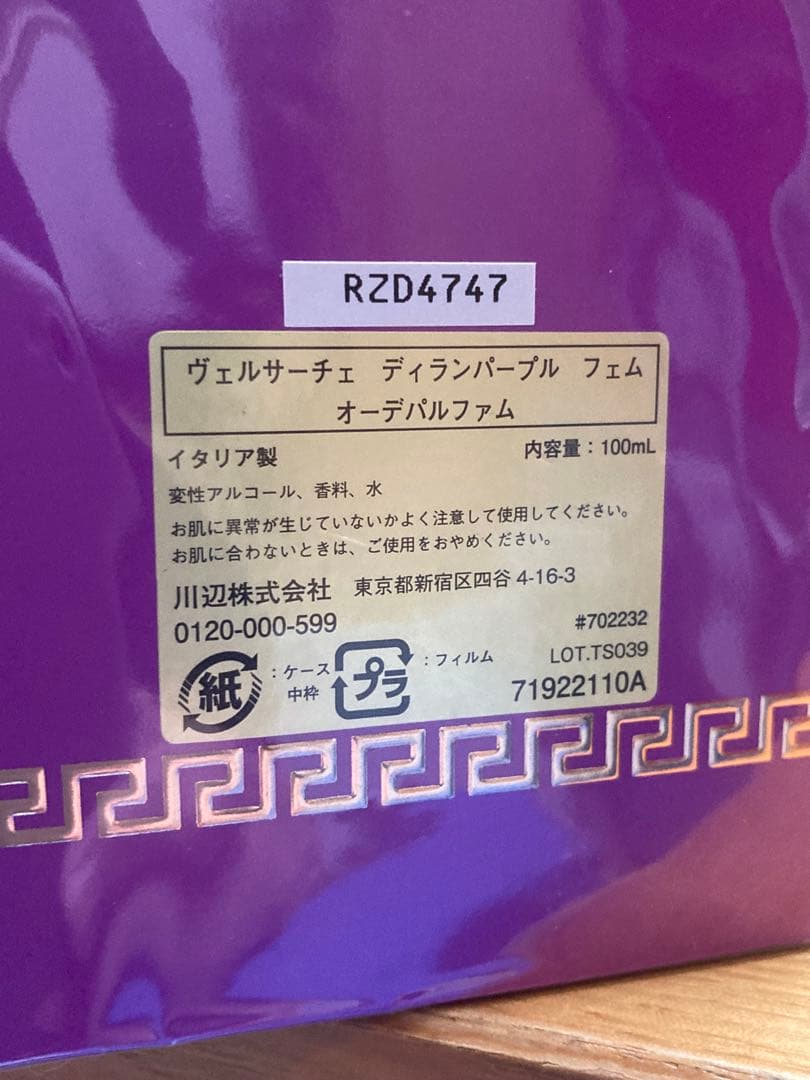 RZD4747
ヴェルサーチェ ディランパープル フェム
オーデパルファム
イタリア製 内容量：100mL
変性アルコール、香料、水
お肌に異常が生じていないかよく注意して使用してください。
お肌に合わないときは、ご使用をおやめください。
川辺株式会社 東京都新宿区四谷 4-16-3
0120-000-599 #702232
紙 ：ケース 中枠 プラ ：フィルム LOT.TS039
71922110A